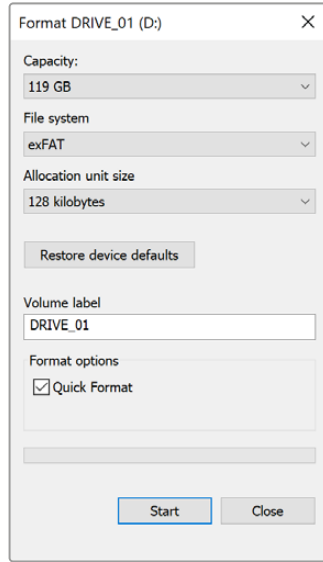 Format DRIVE_01 (D:)
Capacity:
119 GB
File system
exFAT
Allocation unit size
128 kilobytes
Restore device defaults
Volume label
DRIVE_01
Format options
Quick Format
Start Close